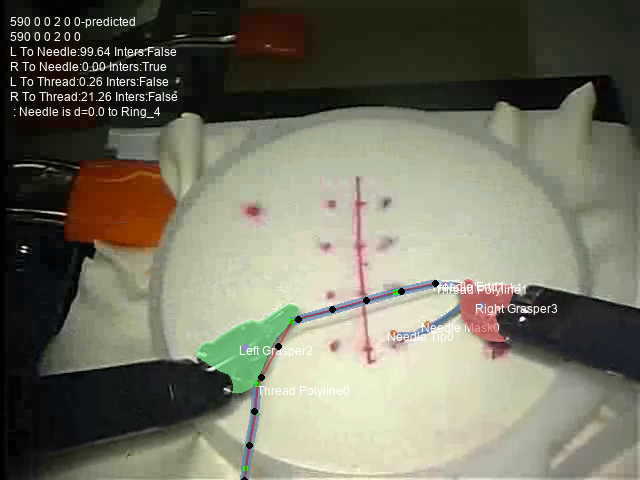 590 0 0 2 0 0-predicted
590 0 0 2 0 0
L To Needle:99.64 Inters:False
R To Needle:0.00 Inters:True
L To Thread:0.26 Inters:False
R To Thread:21.26 Inters:False
: Needle is d=0.0 to Ring_4
Thread Polyline1
Right Grasper3
Needle Mask0
Needle Tip0
Left Grasper2
Thread Polyline0